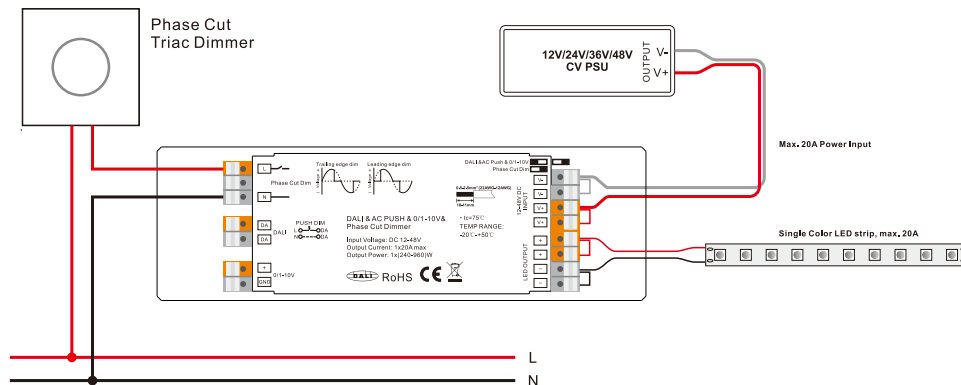 Phase Cut
Triac Dimmer
12V/24V/36V/48V
CV PSU
OUTPUT
V-
V+
Max. 20A Power Input
Single Color LED strip, max. 20A
DALI &AC Push & 0/1-10V
Phase Cut Dim
Trailing edge dim
Leading edge dim
L
Phase Cut Dim
N
DA
DA
DALI
PUSH DIM
L
DA
N
DA
+
GND
0/1-10V
DALI & AC PUSH & 0/1-10V&
Phase Cut Dimmer
Input Voltage: DC 12-48V
Output Current: 1x20A max
Output Power: 1x(240-960)W
DALI
RoHS
CE
• tc=75℃
TEMP RANGE:
-20℃-+50℃
V-
V-
V+
V+
12-48V DC
INPUT
+
+
−
−
LED OUTPUT
L
N